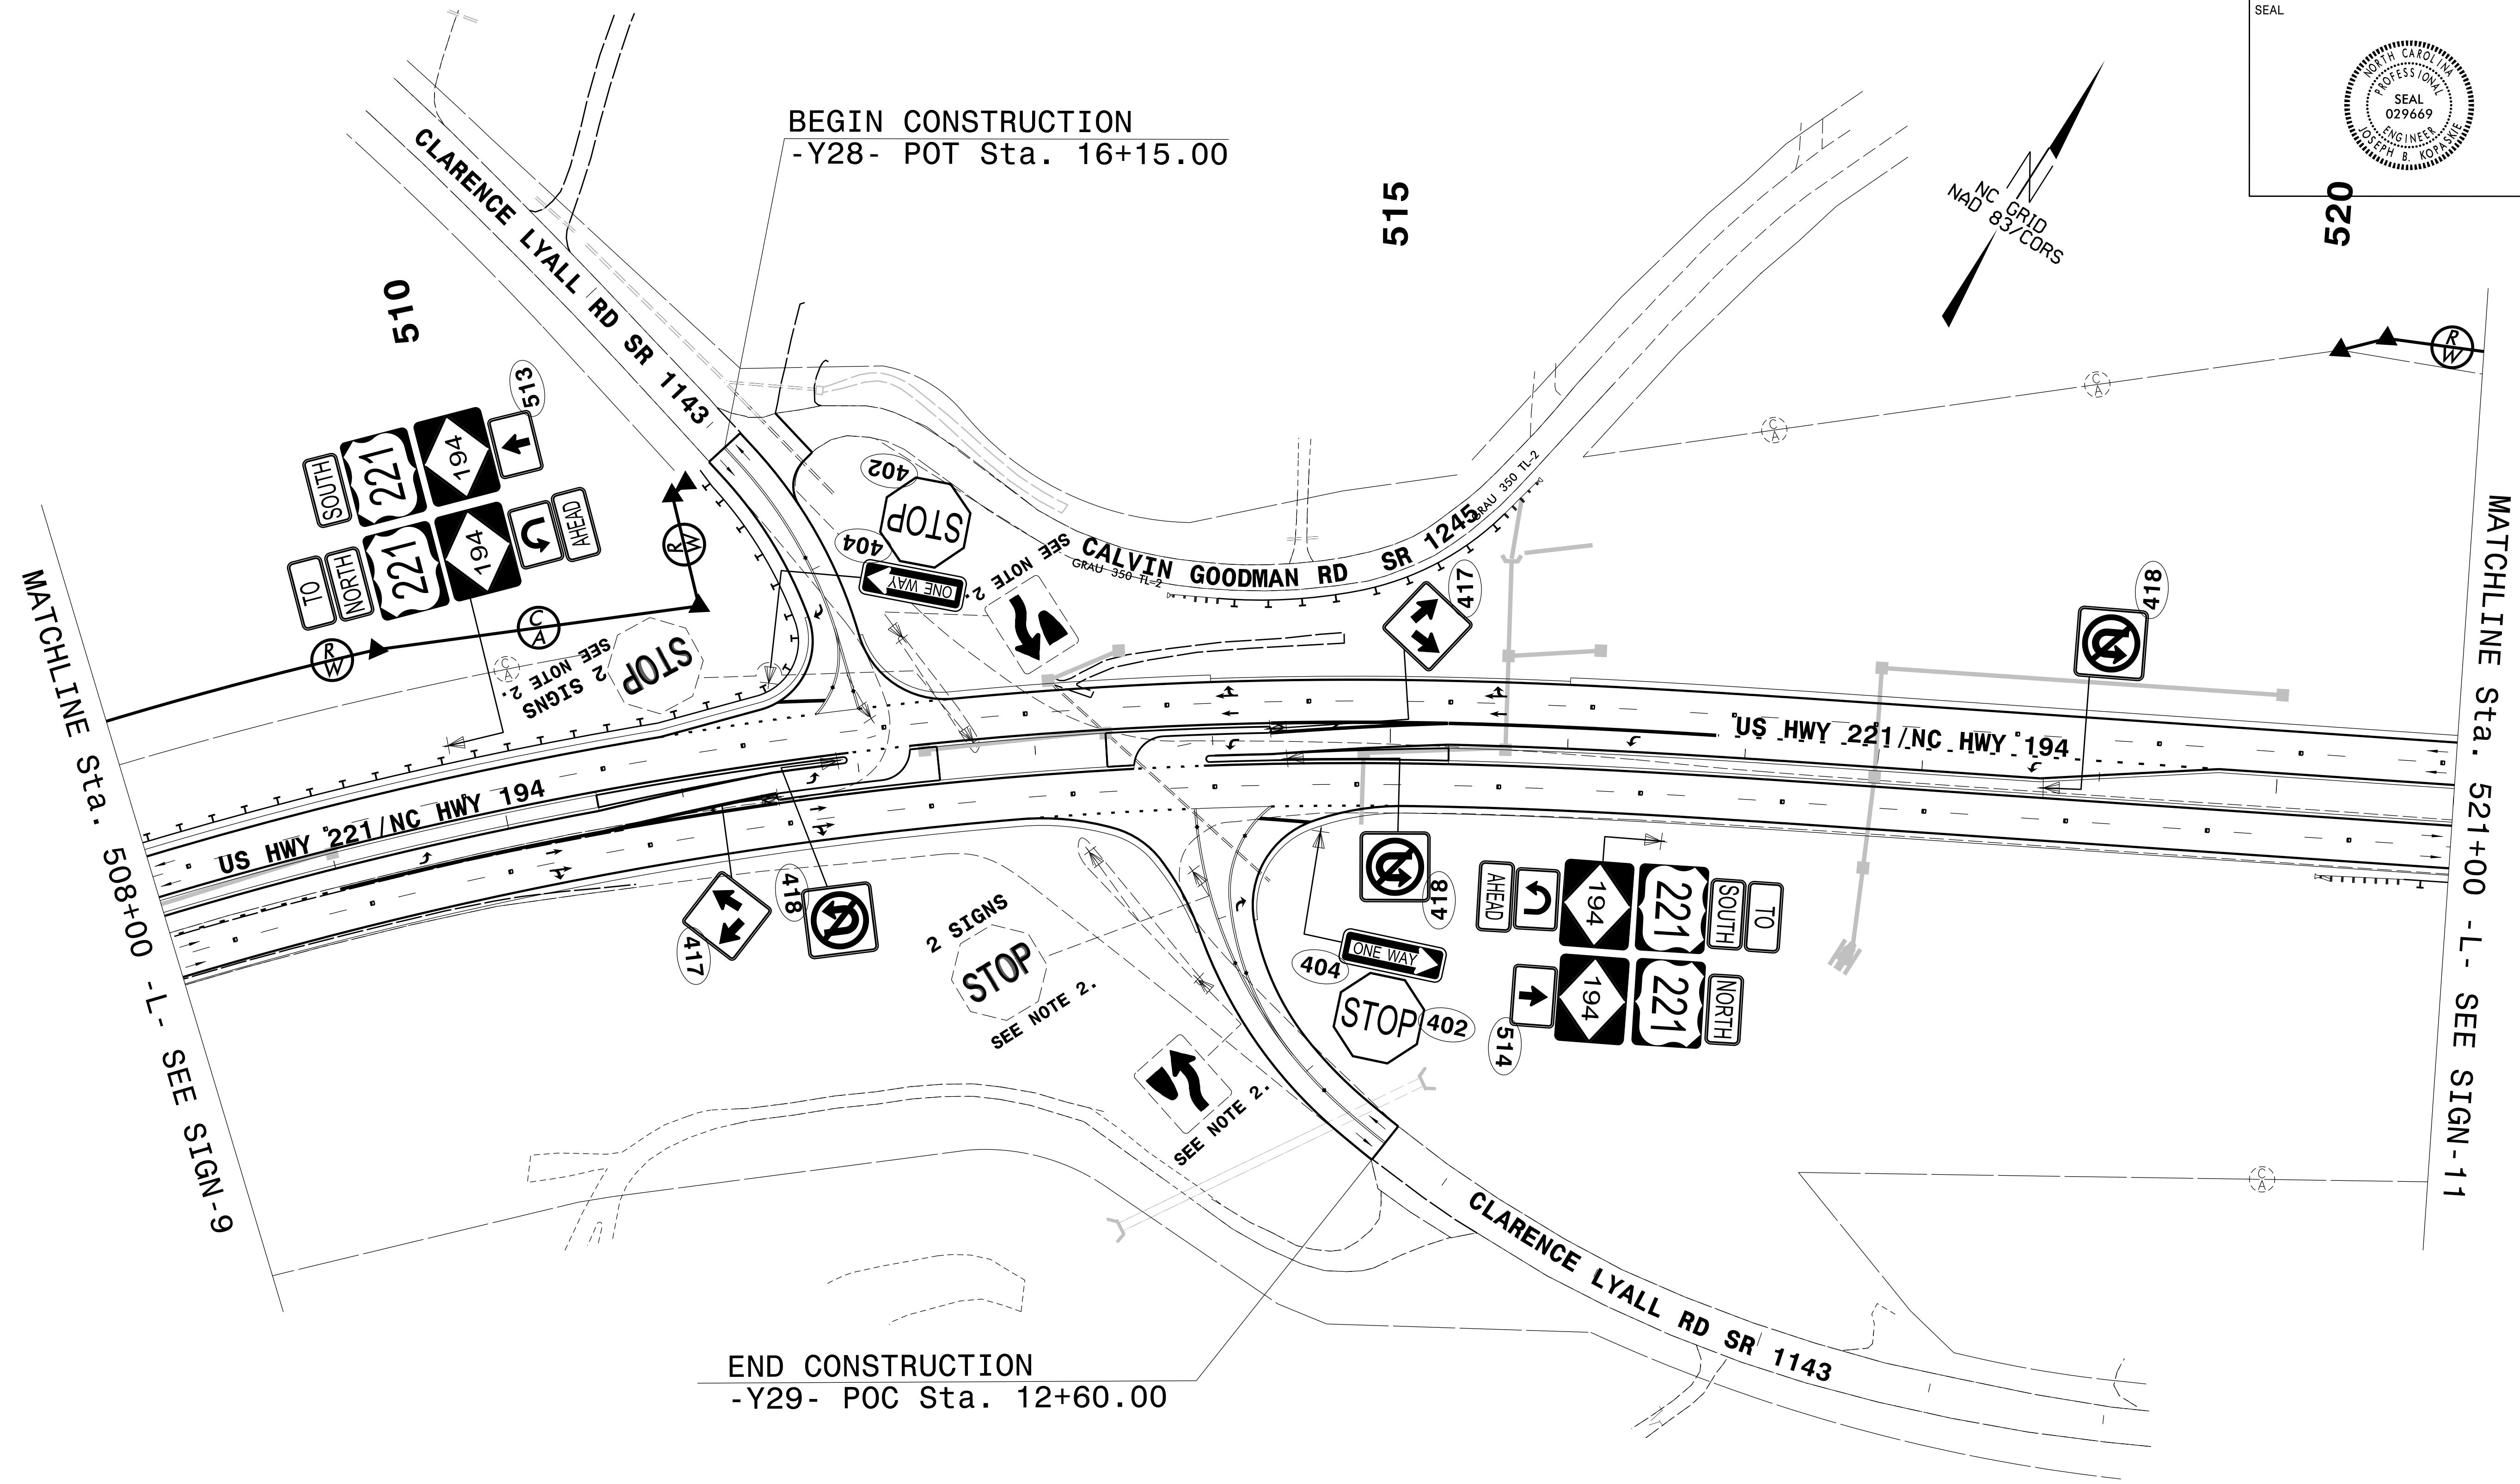 SEAL
NORTH CAROLINA
PROFESSIONAL
SEAL
029669
ENGINEER
JOSEPH B. KOPASKIE
BEGIN CONSTRUCTION
-Y28- POT Sta. 16+15.00
CLARENCE LYALL RD SR 1143
510
515
520
NC GRID
NAD 83/CORS
513
SOUTH
221
194
TO
NORTH
221
194
AHEAD
R
W
C
A
R
W
C
A
2 SIGNS
SEE NOTE 2.
STOP
402
STOP
404
ONE WAY
SEE NOTE 2.
CALVIN GOODMAN RD SR 1245
GRAU 350 TL-2
GRAU 350 TL-2
417
418
C
A
C
A
R
W
MATCHLINE Sta. 508+00 -L- SEE SIGN-9
MATCHLINE Sta. 521+00 -L- SEE SIGN-11
US HWY 221/NC HWY 194
US HWY 221/NC HWY 194
417
418
2 SIGNS
STOP
SEE NOTE 2.
SEE NOTE 2.
418
404
ONE WAY
STOP
402
AHEAD
194
221
SOUTH
TO
514
194
221
NORTH
C
A
CLARENCE LYALL RD SR 1143
END CONSTRUCTION
-Y29- POC Sta. 12+60.00